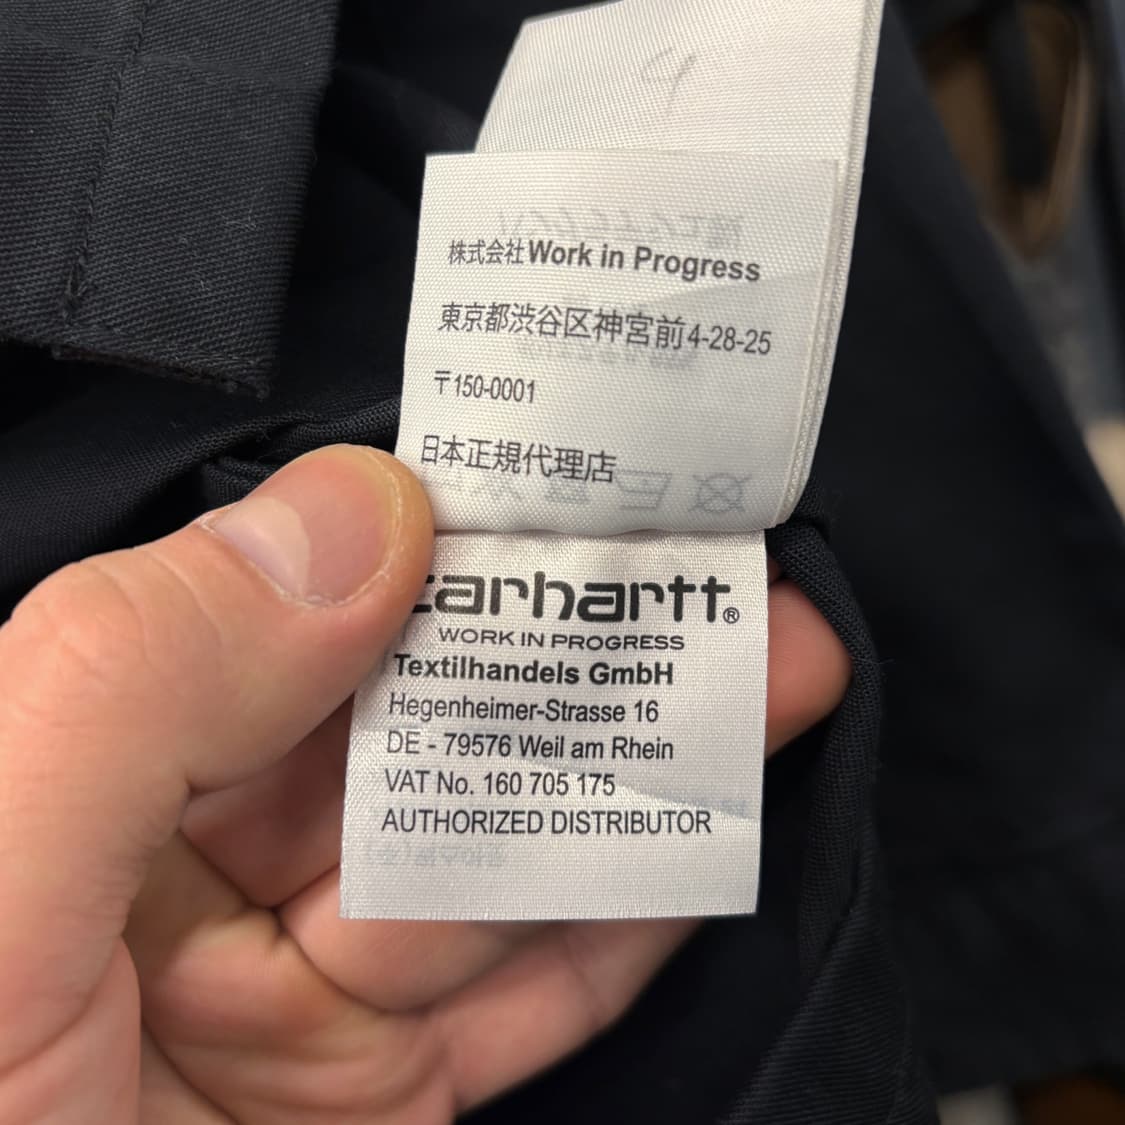 4
株式会社Work in Progress
東京都渋谷区神宮前4-28-25
〒150-0001
日本正規代理店
carhartt®
WORK IN PROGRESS
Textilhandels GmbH
Hegenheimer-Strasse 16
DE - 79576 Weil am Rhein
VAT No. 160 705 175
AUTHORIZED DISTRIBUTOR